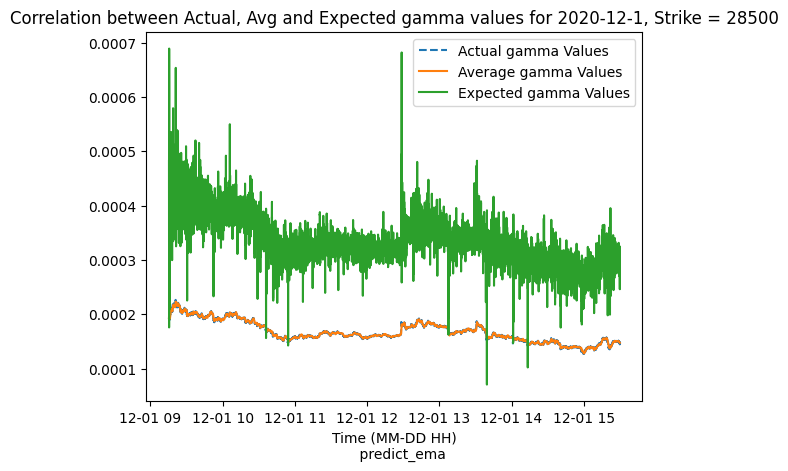 Correlation between Actual, Avg and Expected gamma values for 2020-12-1, Strike = 28500
Actual gamma Values
Average gamma Values
Expected gamma Values
0.0007
0.0006
0.0005
0.0004
0.0003
0.0002
0.0001
12-01 09 12-01 10 12-01 11 12-01 12 12-01 13 12-01 14 12-01 15
Time (MM-DD HH)
predict_ema